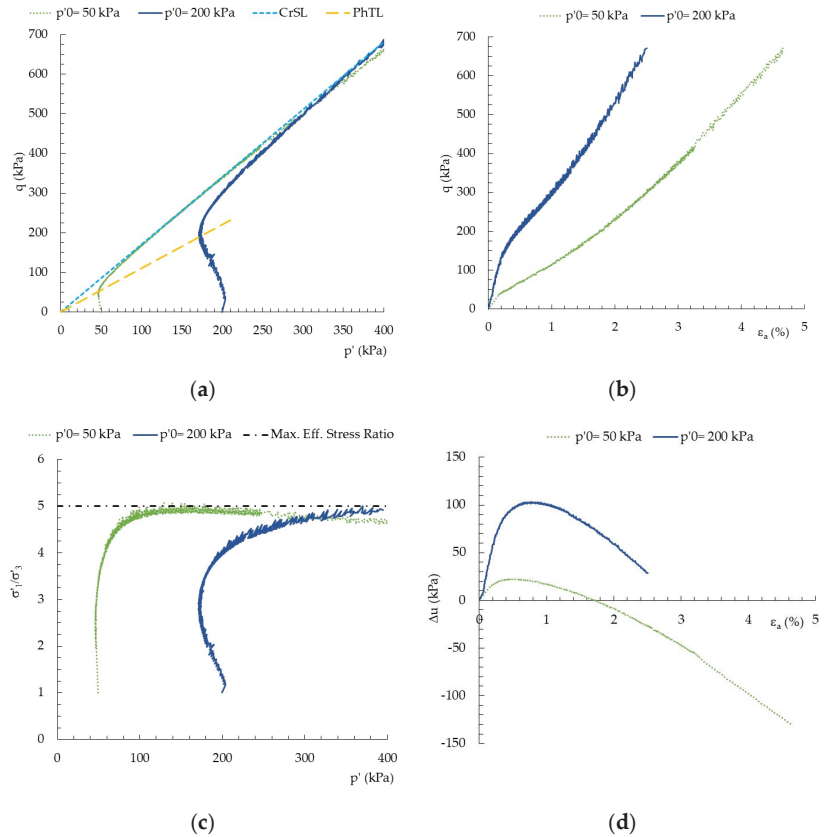 p'0= 50 kPa p'0= 200 kPa CrSL PhTL
700
600
500
400
300
200
100
0
q (kPa)
0 50 100 150 200 250 300 350 400
p' (kPa)
(a)
p'0= 50 kPa p'0= 200 kPa
700
600
500
400
300
200
100
0
q (kPa)
0 1 2 3 4 5
εa (%)
(b)
p'0= 50 kPa p'0= 200 kPa Max. Eff. Stress Ratio
6
5
4
3
2
1
0
σ'1/σ'3
0 100 200 300 400
p' (kPa)
(c)
p'0= 50 kPa p'0= 200 kPa
150
100
50
0
-50
-100
-150
Δu (kPa)
0 1 2 3 4 5
εa (%)
(d)